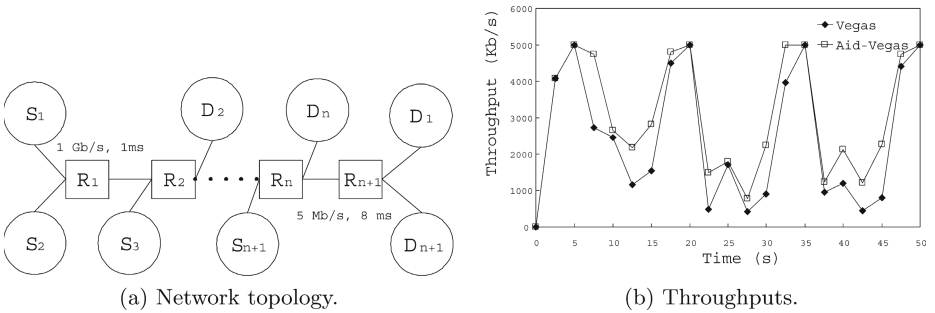 S1
D2
Dn
D1
1 Gb/s, 1ms
R1
R2
Rn
Rn+1
5 Mb/s, 8 ms
S2
S3
Sn+1
Dn+1
(a) Network topology.
Throughput (Kb/s)
6000
5000
4000
3000
2000
1000
0
Vegas
Aid-Vegas
0 5 10 15 20 25 30 35 40 45 50
Time (s)
(b) Throughputs.